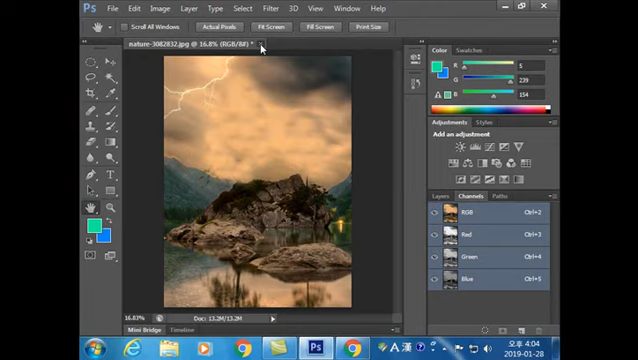 Ps File Edit Image Layer Type Select Filter 3D View Window Help
Scroll All Windows Actual Pixels Fit Screen Fill Screen Print Size
nature-3082832.jpg @ 16.8% (RGB/8#) *
Color Swatches
R 5
G 239
B 154
Adjustments Styles
Add an adjustment
Layers Channels Paths
RGB Ctrl+2
Red Ctrl+3
Green Ctrl+4
Blue Ctrl+5
16.83% Doc: 13.2M/13.2M
Mini Bridge Timeline
Ps A 漢 오후 4:04
2019-01-28